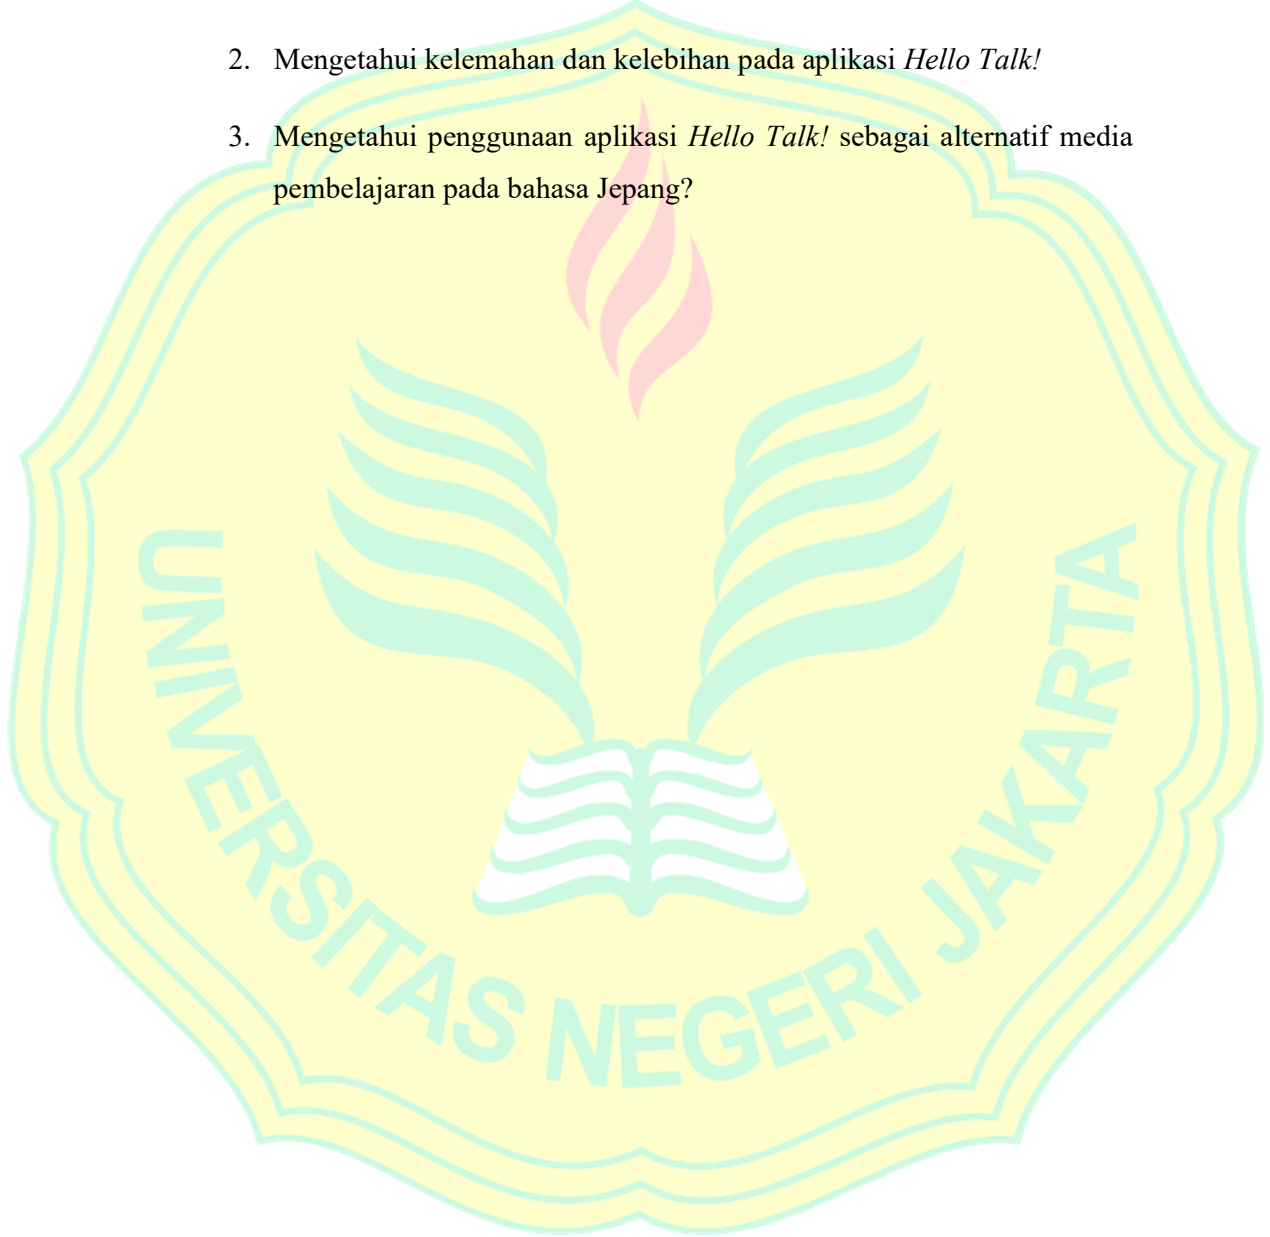 2. Mengetahui kelemahan dan kelebihan pada aplikasi Hello Talk!
3. Mengetahui penggunaan aplikasi Hello Talk! sebagai alternatif media
pembelajaran pada bahasa Jepang?
UNIVERSITAS NEGERI JAKARTA